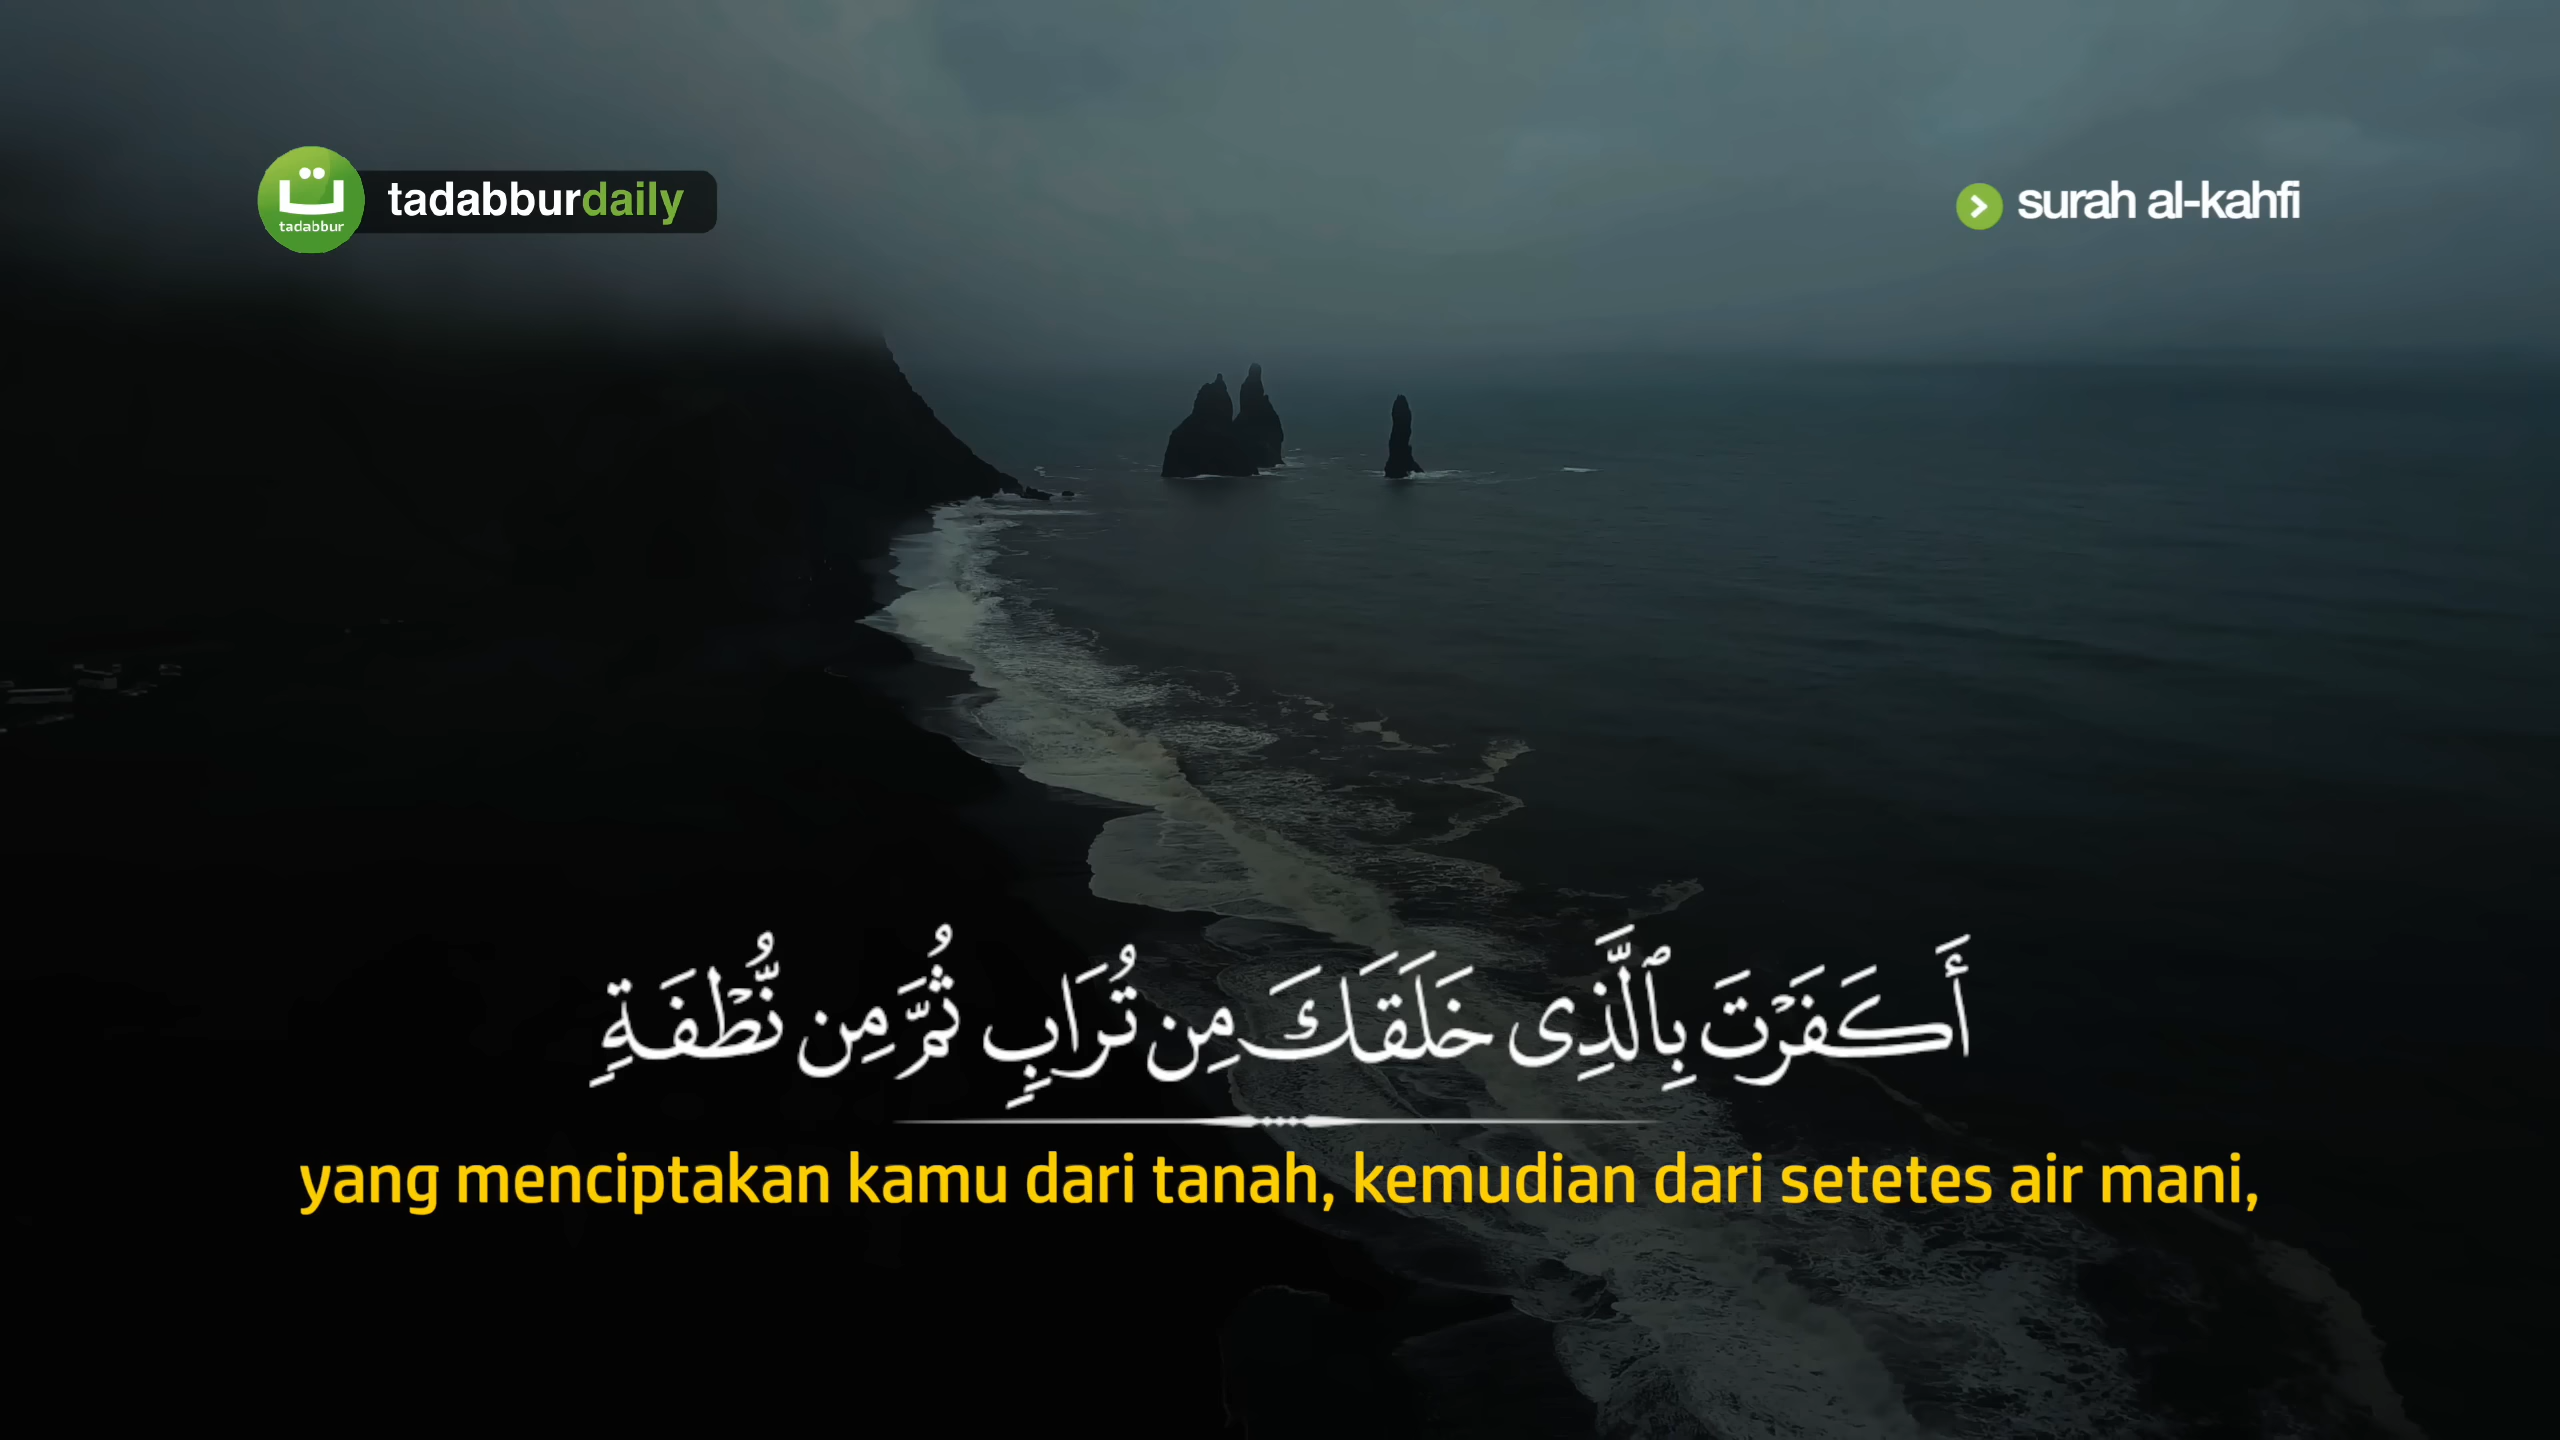 ت
tadabbur
tadabburdaily
surah al-kahfi
أَكَفَرْتَ بِٱلَّذِى خَلَقَكَ مِن تُرَابٍ ثُمَّ مِن نُّطْفَةٍ
yang menciptakan kamu dari tanah, kemudian dari setetes air mani,